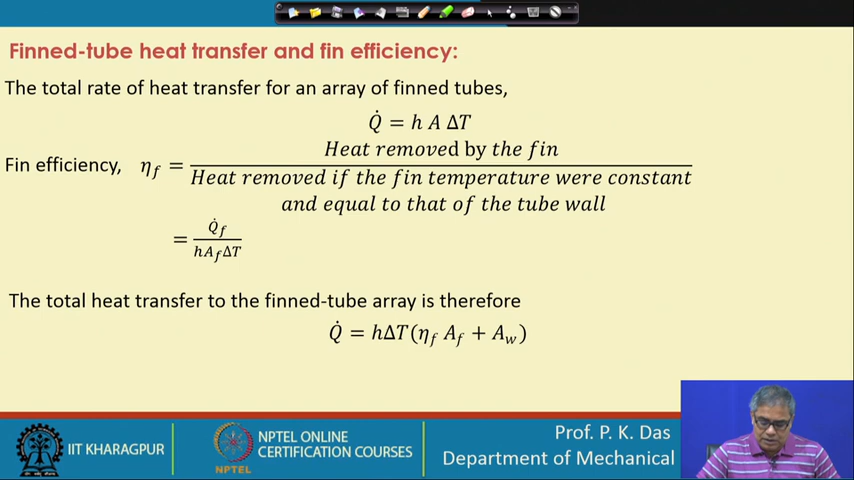 Finned-tube heat transfer and fin efficiency:
The total rate of heat transfer for an array of finned tubes,
Q̇ = h A ΔT
Fin efficiency, η_f = Heat removed by the fin / Heat removed if the fin temperature were constant
and equal to that of the tube wall
= Q̇_f / hA_fΔT
The total heat transfer to the finned-tube array is therefore
Q̇ = hΔT(η_f A_f + A_w)
IIT KHARAGPUR
NPTEL
NPTEL ONLINE
CERTIFICATION COURSES
Prof. P. K. Das
Department of Mechanical